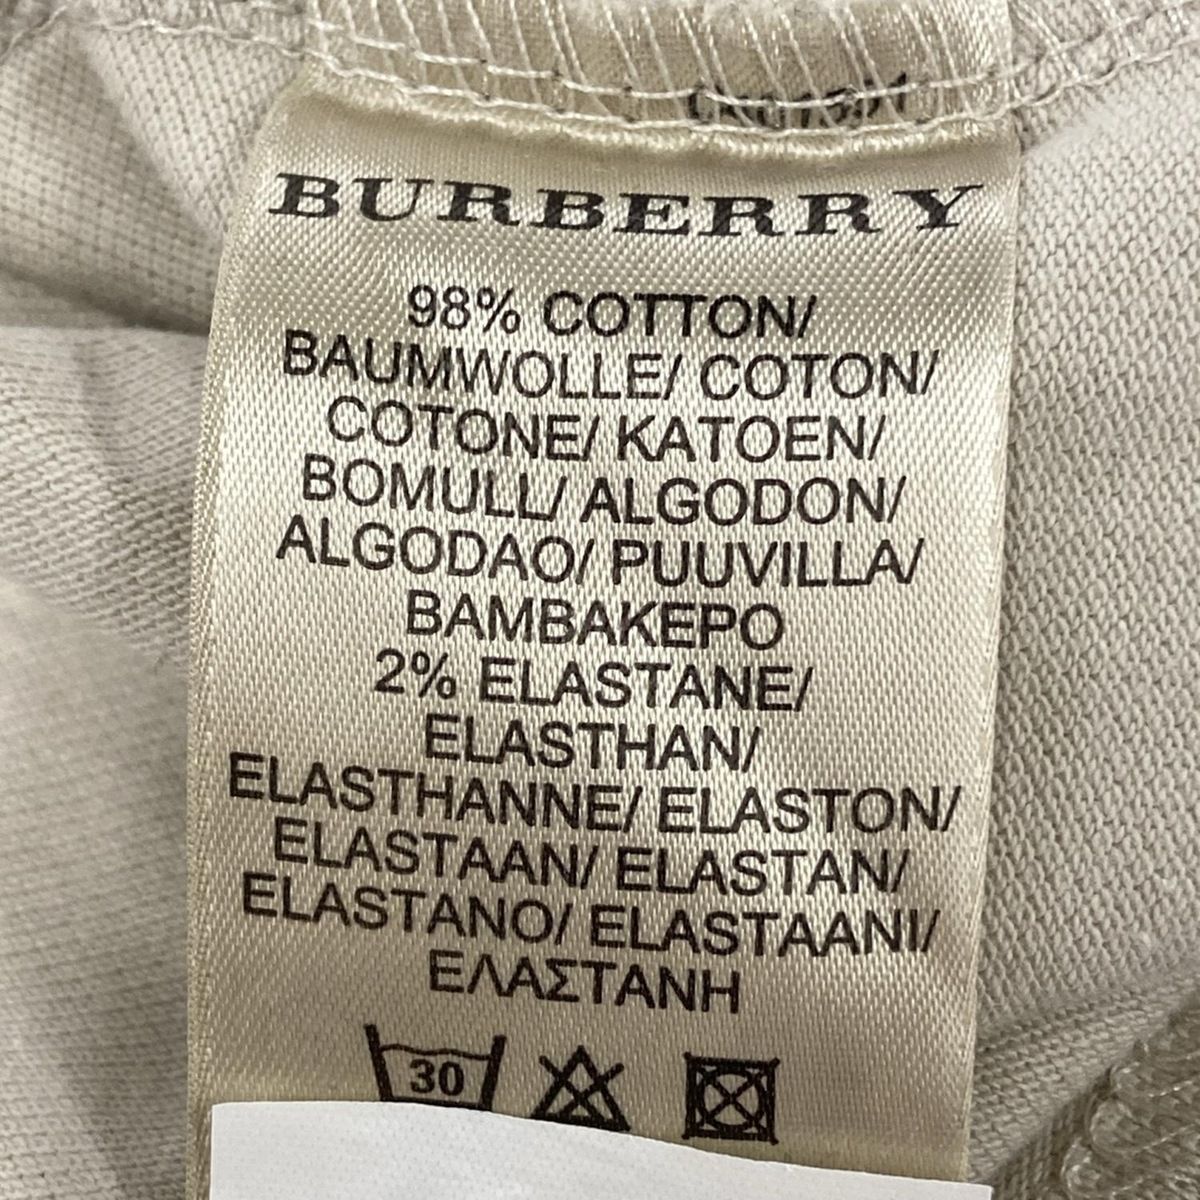 BURBERRY
98% COTTON/
BAUMWOLLE/ COTON/
COTONE/ KATOEN/
BOMULL/ ALGODON/
ALGODAO/ PUUVILLA/
BAMBAKEPO
2% ELASTANE/
ELASTHAN/
ELASTHANNE/ ELASTON/
ELASTAAN/ ELASTAN/
ELASTANO/ ELASTAANI/
ΕΛΑΣΤΑΝΗ
30